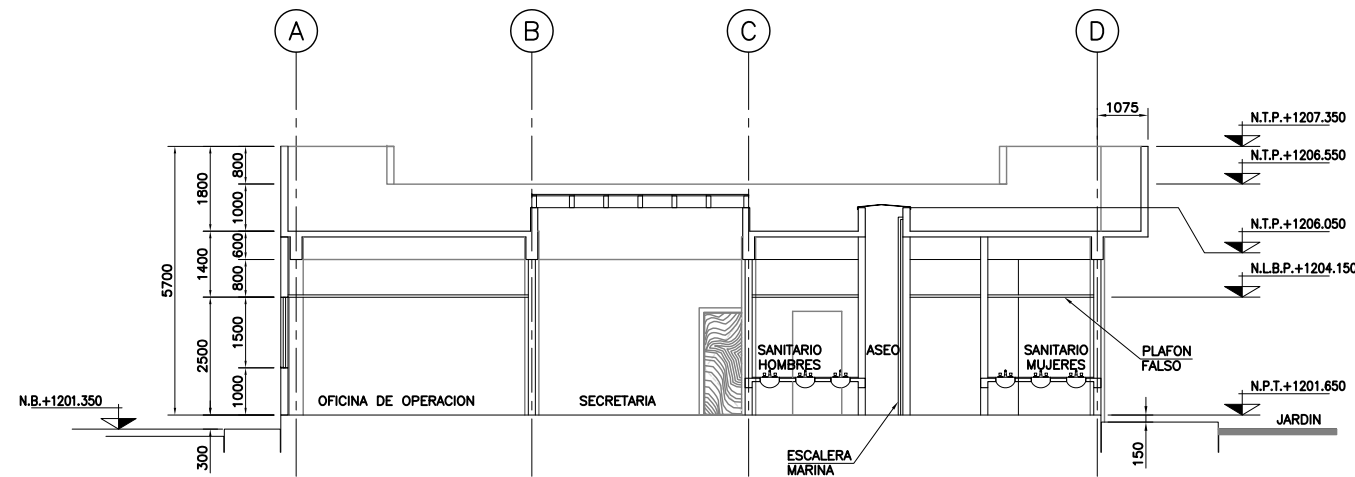 A
B
C
D
1075
N.T.P.+1207.350
N.T.P.+1206.550
N.T.P.+1206.050
N.L.B.P.+1204.150
N.P.T.+1201.650
N.B.+1201.350
5700
1800
1400
2500
800
1000
600
800
1500
1000
300
150
OFICINA DE OPERACION
SECRETARIA
SANITARIO
HOMBRES
ASEO
SANITARIO
MUJERES
PLAFON
FALSO
ESCALERA
MARINA
JARDIN